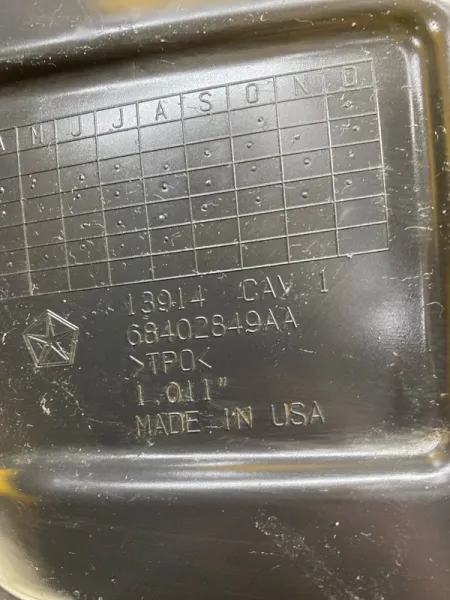 A M J J A S O N D
13914 CAV 1
68402849AA
>TPO<
1.011"
MADE IN USA